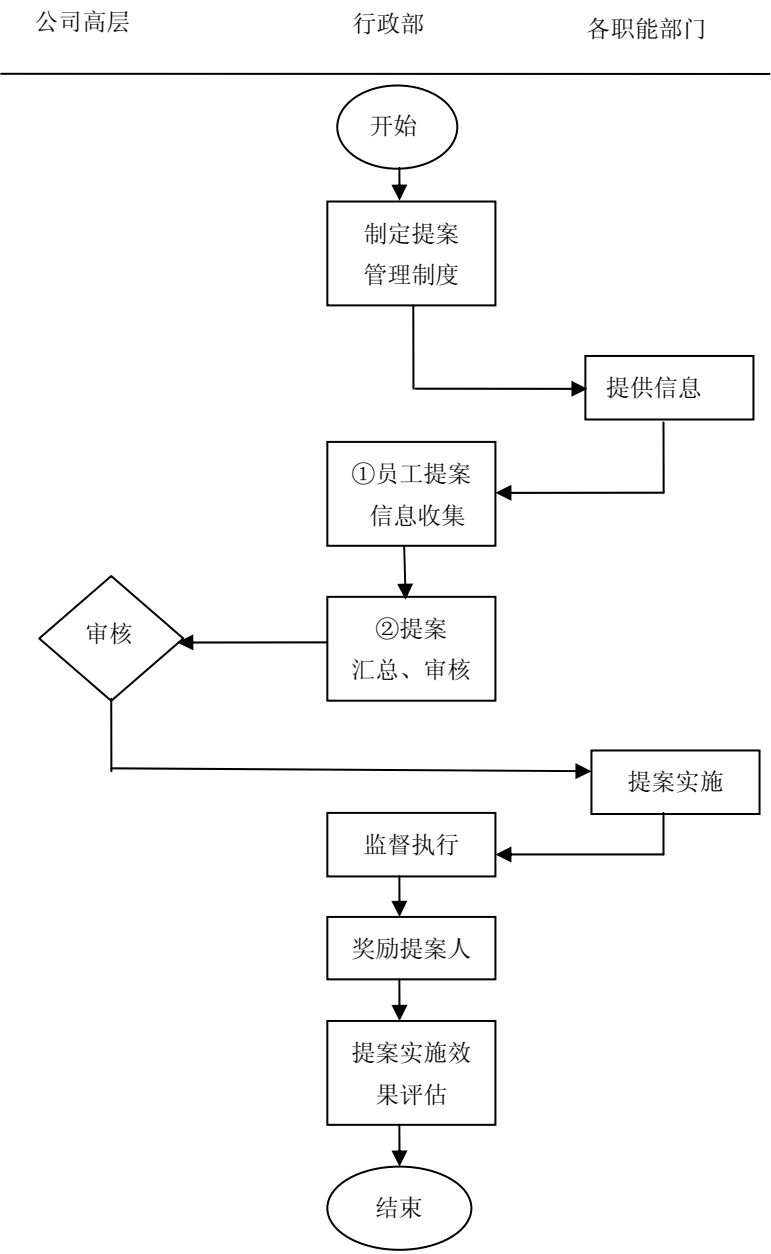 公司高层
行政部
各职能部门
开始
制定提案
管理制度
提供信息
①员工提案
信息收集
②提案
汇总、审核
审核
提案实施
监督执行
奖励提案人
提案实施效
果评估
结束